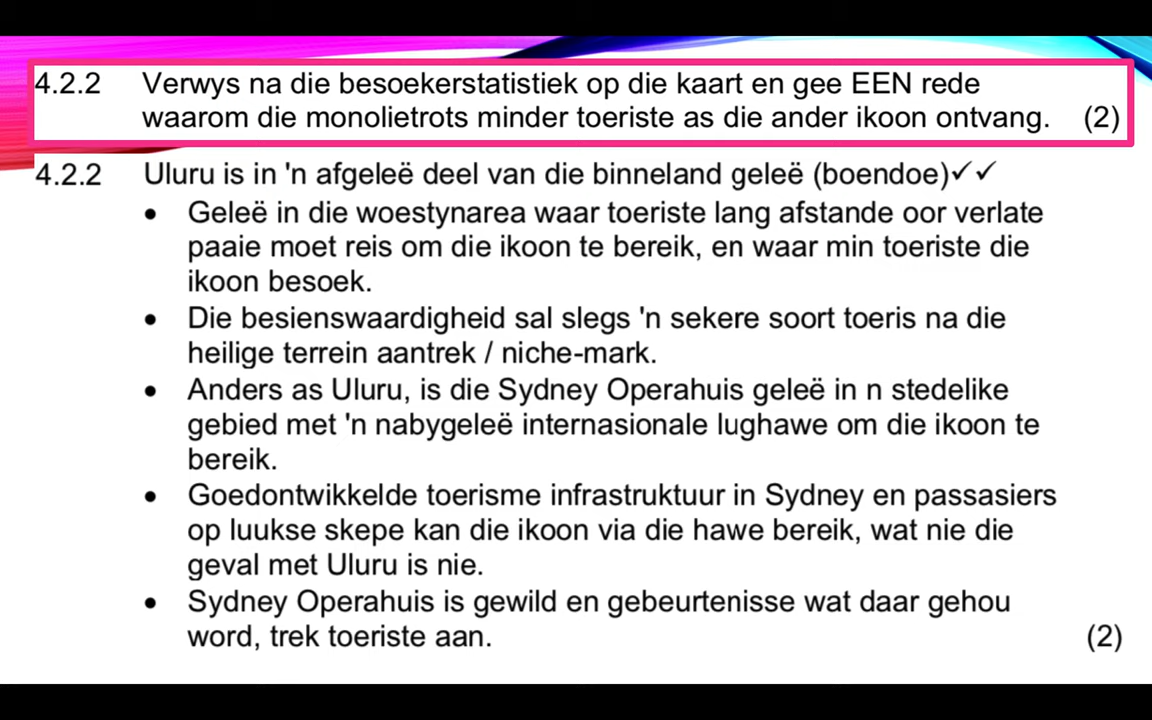 4.2.2 Verwys na die besoekerstatistiek op die kaart en gee EEN rede
waarom die monolietrots minder toeriste as die ander ikoon ontvang. (2)
4.2.2 Uluru is in 'n afgeleë deel van die binneland geleë (boendoe)✓✓
• Geleë in die woestynarea waar toeriste lang afstande oor verlate
paaie moet reis om die ikoon te bereik, en waar min toeriste die
ikoon besoek.
• Die besienswaardigheid sal slegs 'n sekere soort toeris na die
heilige terrein aantrek / niche-mark.
• Anders as Uluru, is die Sydney Operahuis geleë in n stedelike
gebied met 'n nabygeleë internasionale lughawe om die ikoon te
bereik.
• Goedontwikkelde toerisme infrastruktuur in Sydney en passasiers
op luukse skepe kan die ikoon via die hawe bereik, wat nie die
geval met Uluru is nie.
• Sydney Operahuis is gewild en gebeurtenisse wat daar gehou
word, trek toeriste aan. (2)